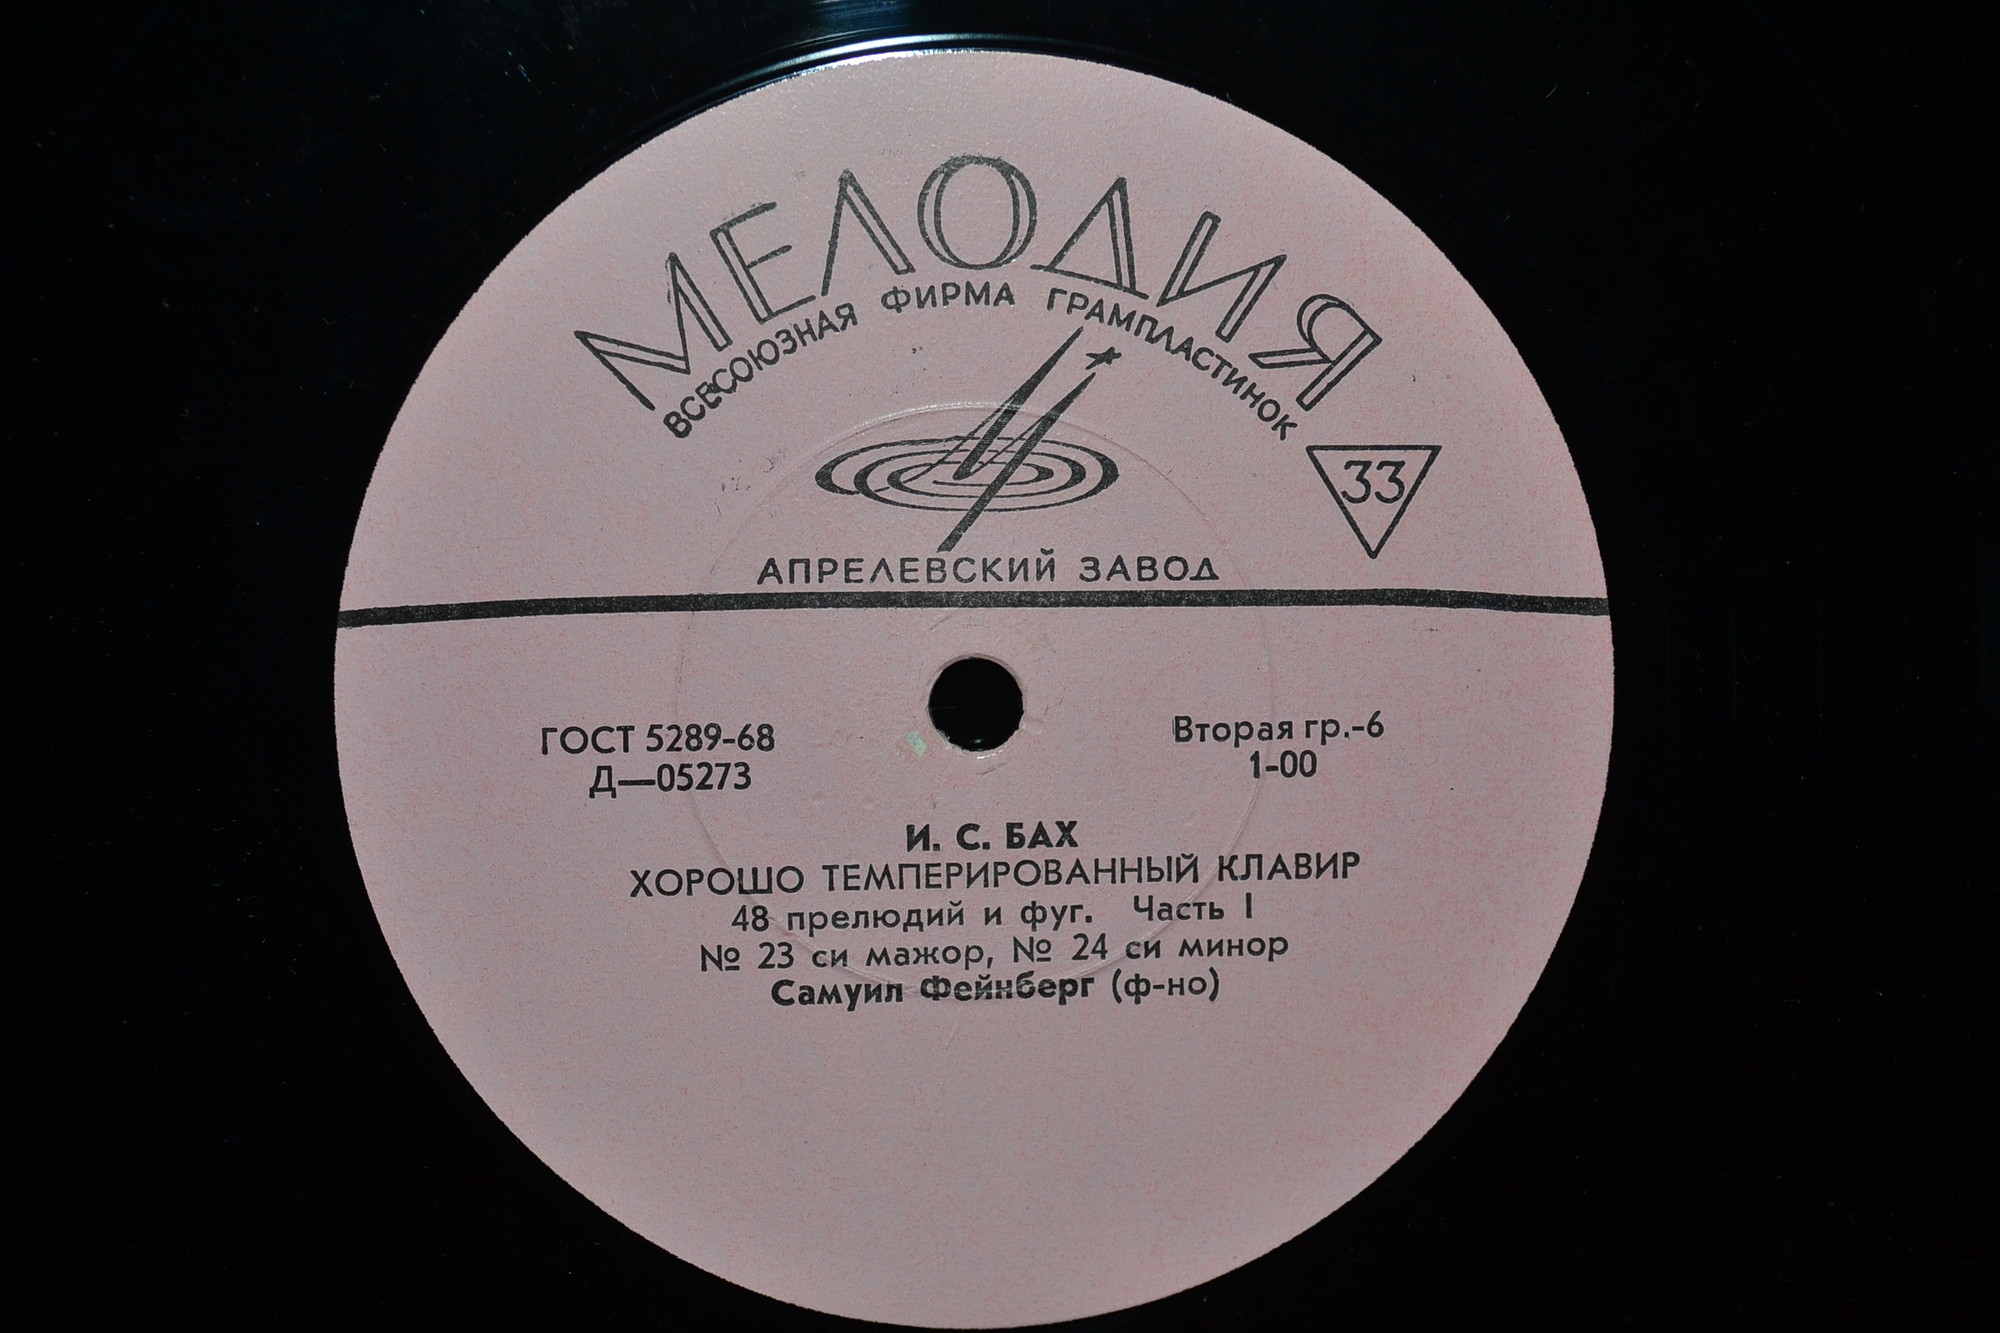 МЕЛОДИЯ
ВСЕСОЮЗНАЯ ФИРМА ГРАМПЛАСТИНОК
33
АПРЕЛЕВСКИЙ ЗАВОД
ГОСТ 5289-68
Д—05273
Вторая гр.-6
1-00
И. С. БАХ
ХОРОШО ТЕМПЕРИРОВАННЫЙ КЛАВИР
48 прелюдий и фуг. Часть I
№ 23 си мажор, № 24 си минор
Самуил Фейнберг (ф-но)